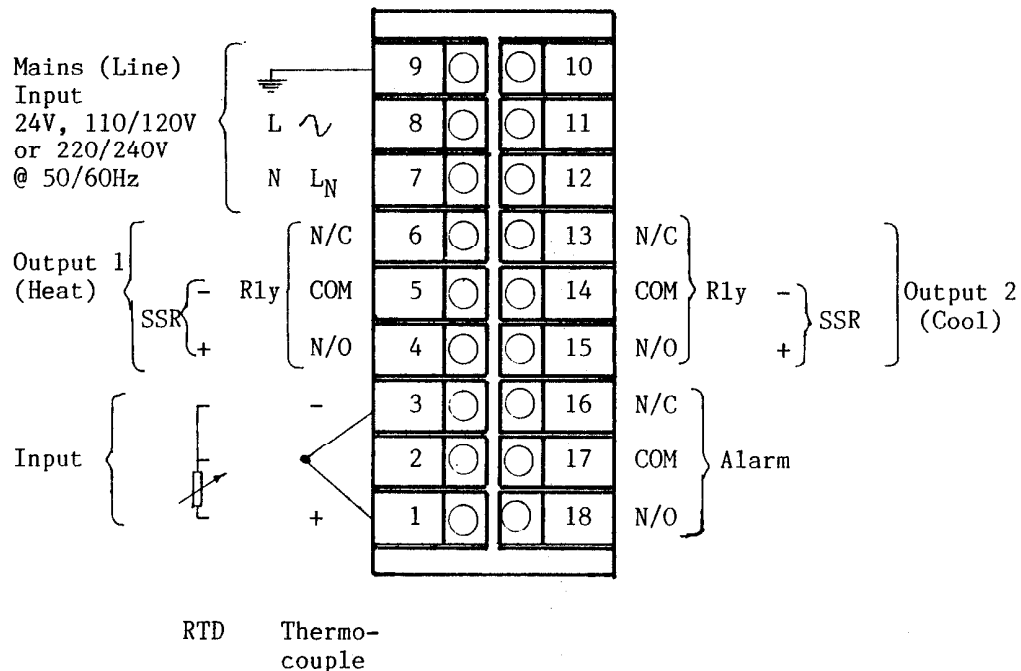 Mains (Line)
Input
24V, 110/120V
or 220/240V
@ 50/60Hz
L
N LN
9
8
7
10
11
12
Output 1
(Heat)
SSR
-
+
Rly
N/C
COM
N/O
6
5
4
13
14
15
N/C
COM
N/O
Rly
-
+
SSR
Output 2
(Cool)
Input
-
+
3
2
1
16
17
18
N/C
COM
N/O
Alarm
RTD
Thermo-
couple